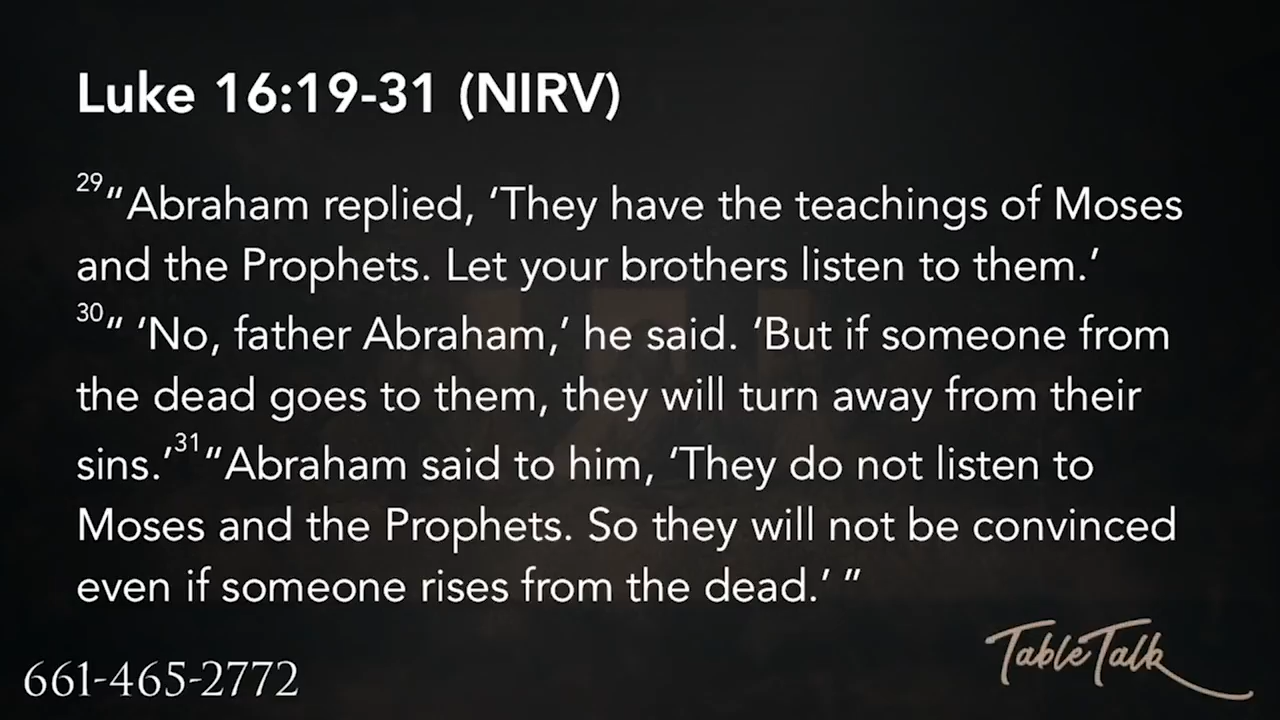 Luke 16:19-31 (NIRV)
29“Abraham replied, ‘They have the teachings of Moses
and the Prophets. Let your brothers listen to them.’
30“ ‘No, father Abraham,’ he said. ‘But if someone from
the dead goes to them, they will turn away from their
sins.’31“Abraham said to him, ‘They do not listen to
Moses and the Prophets. So they will not be convinced
even if someone rises from the dead.’ ”
661-465-2772
TableTalk